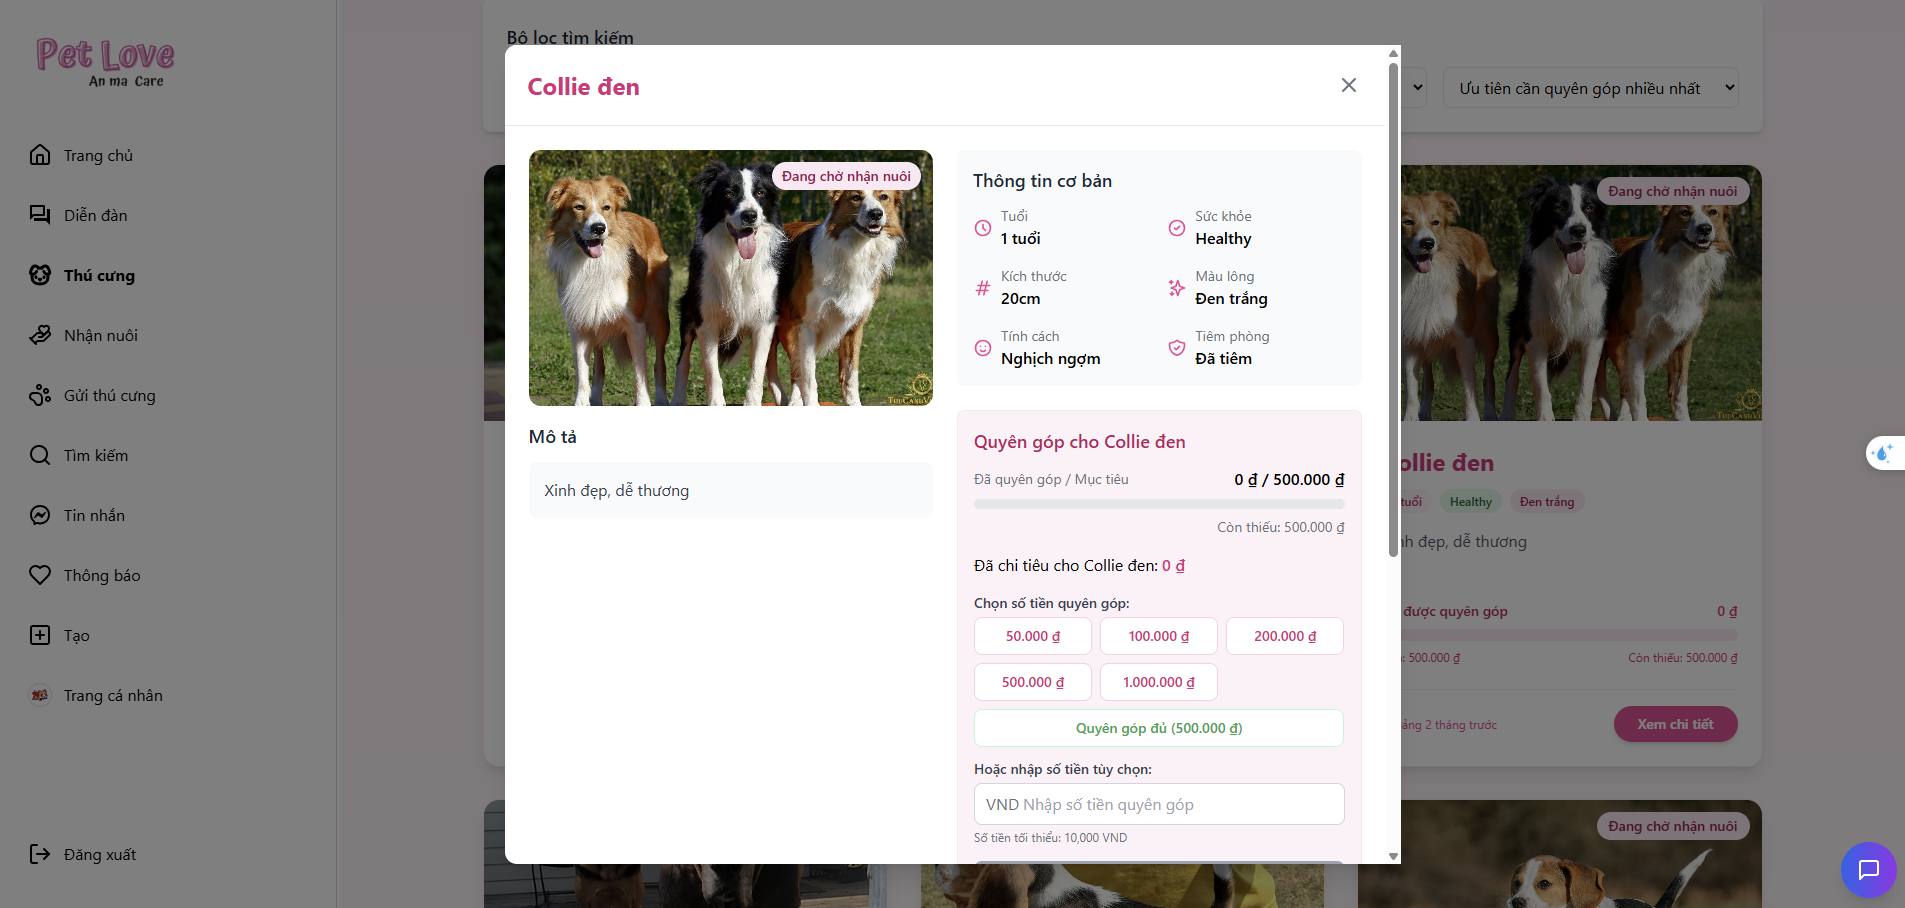 Pet Love
An ma Care
Trang chủ
Diễn đàn
Thú cưng
Nhận nuôi
Gửi thú cưng
Tìm kiếm
Tin nhắn
Thông báo
Tạo
Trang cá nhân
Đăng xuất
Bộ lọc tìm kiếm
Ưu tiên cần quyên góp nhiều nhất
Collie đen
Đang chờ nhận nuôi
Mô tả
Xinh đẹp, dễ thương
Thông tin cơ bản
Tuổi
1 tuổi
Sức khỏe
Healthy
Kích thước
20cm
Màu lông
Đen trắng
Tính cách
Nghịch ngợm
Tiêm phòng
Đã tiêm
Quyên góp cho Collie đen
Đã quyên góp / Mục tiêu
0 ₫ / 500.000 ₫
Còn thiếu: 500.000 ₫
Đã chi tiêu cho Collie đen: 0 ₫
Chọn số tiền quyên góp:
50.000 ₫
100.000 ₫
200.000 ₫
500.000 ₫
1.000.000 ₫
Quyên góp đủ (500.000 ₫)
Hoặc nhập số tiền tùy chọn:
VND Nhập số tiền quyên góp
Số tiền tối thiểu: 10,000 VND
Đang chờ nhận nuôi
ollie đen
tuổi
Healthy
Đen trắng
nh đẹp, dễ thương
được quyên góp
0 ₫
: 500.000 ₫
Còn thiếu: 500.000 ₫
ảng 2 tháng trước
Xem chi tiết
Đang chờ nhận nuôi